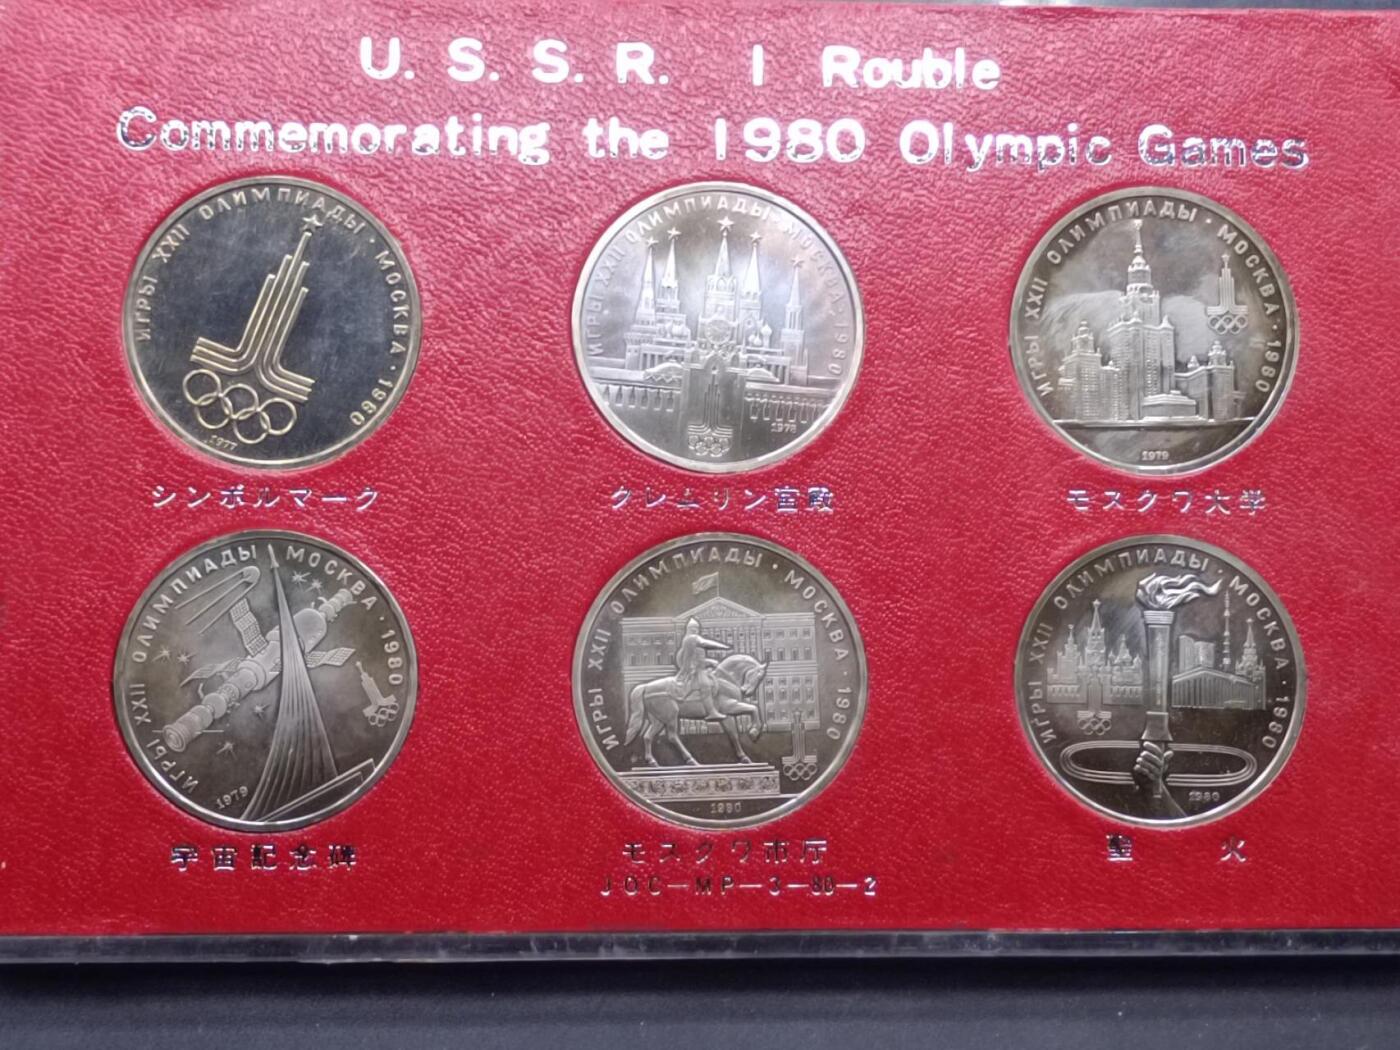 U. S. S. R. 1 Rouble
Commemorating the 1980 Olympic Games
ИГРЫ XXII ОЛИМПИАДЫ · МОСКВА · 1980
1977
シンボルマーク
ИГРЫ XXII ОЛИМПИАДЫ · МОСКВА · 1980
1978
クレムリン宮殿
ИГРЫ XXII ОЛИМПИАДЫ · МОСКВА · 1980
1979
モスクワ大学
ИГРЫ XXII ОЛИМПИАДЫ МОСКВА · 1980
1979
宇宙記念碑
ИГРЫ XXII ОЛИМПИАДЫ · МОСКВА · 1980
1980
モスクワ市庁
ИГРЫ XXII ОЛИМПИАДЫ · МОСКВА · 1980
1980
聖 火
JOC—MP—3—80—2